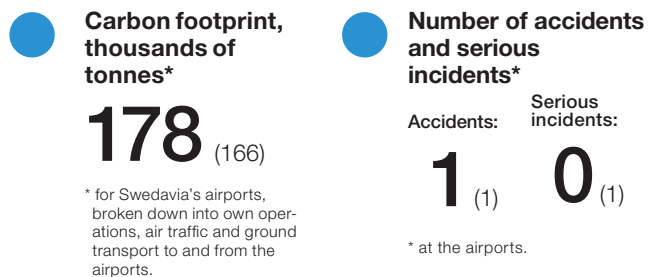 Carbon footprint,
thousands of
tonnes*
178 (166)
* for Swedavia's airports,
broken down into own oper-
ations, air traffic and ground
transport to and from the
airports.
Number of accidents
and serious
incidents*
Accidents:
1 (1)
Serious
incidents:
0 (1)
* at the airports.